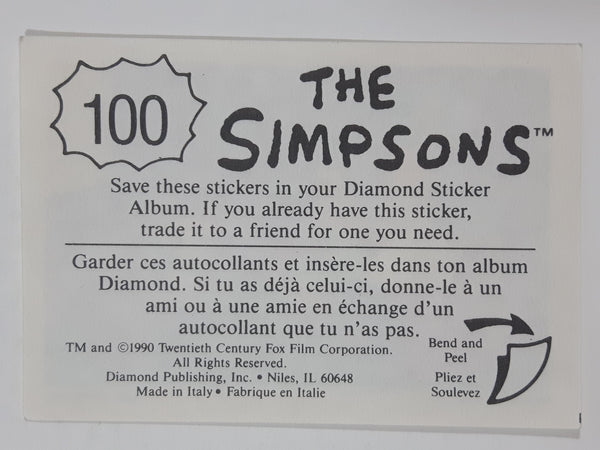 100
THE
SIMPSONS™
Save these stickers in your Diamond Sticker
Album. If you already have this sticker,
trade it to a friend for one you need.
Garder ces autocollants et insère-les dans ton album
Diamond. Si tu as déjà celui-ci, donne-le à un
ami ou à une amie en échange d'un
autocollant que tu n'as pas.
TM and ©1990 Twentieth Century Fox Film Corporation.
All Rights Reserved.
Diamond Publishing, Inc. • Niles, IL 60648
Made in Italy • Fabrique en Italie
Bend and
Peel
Pliez et
Soulevez